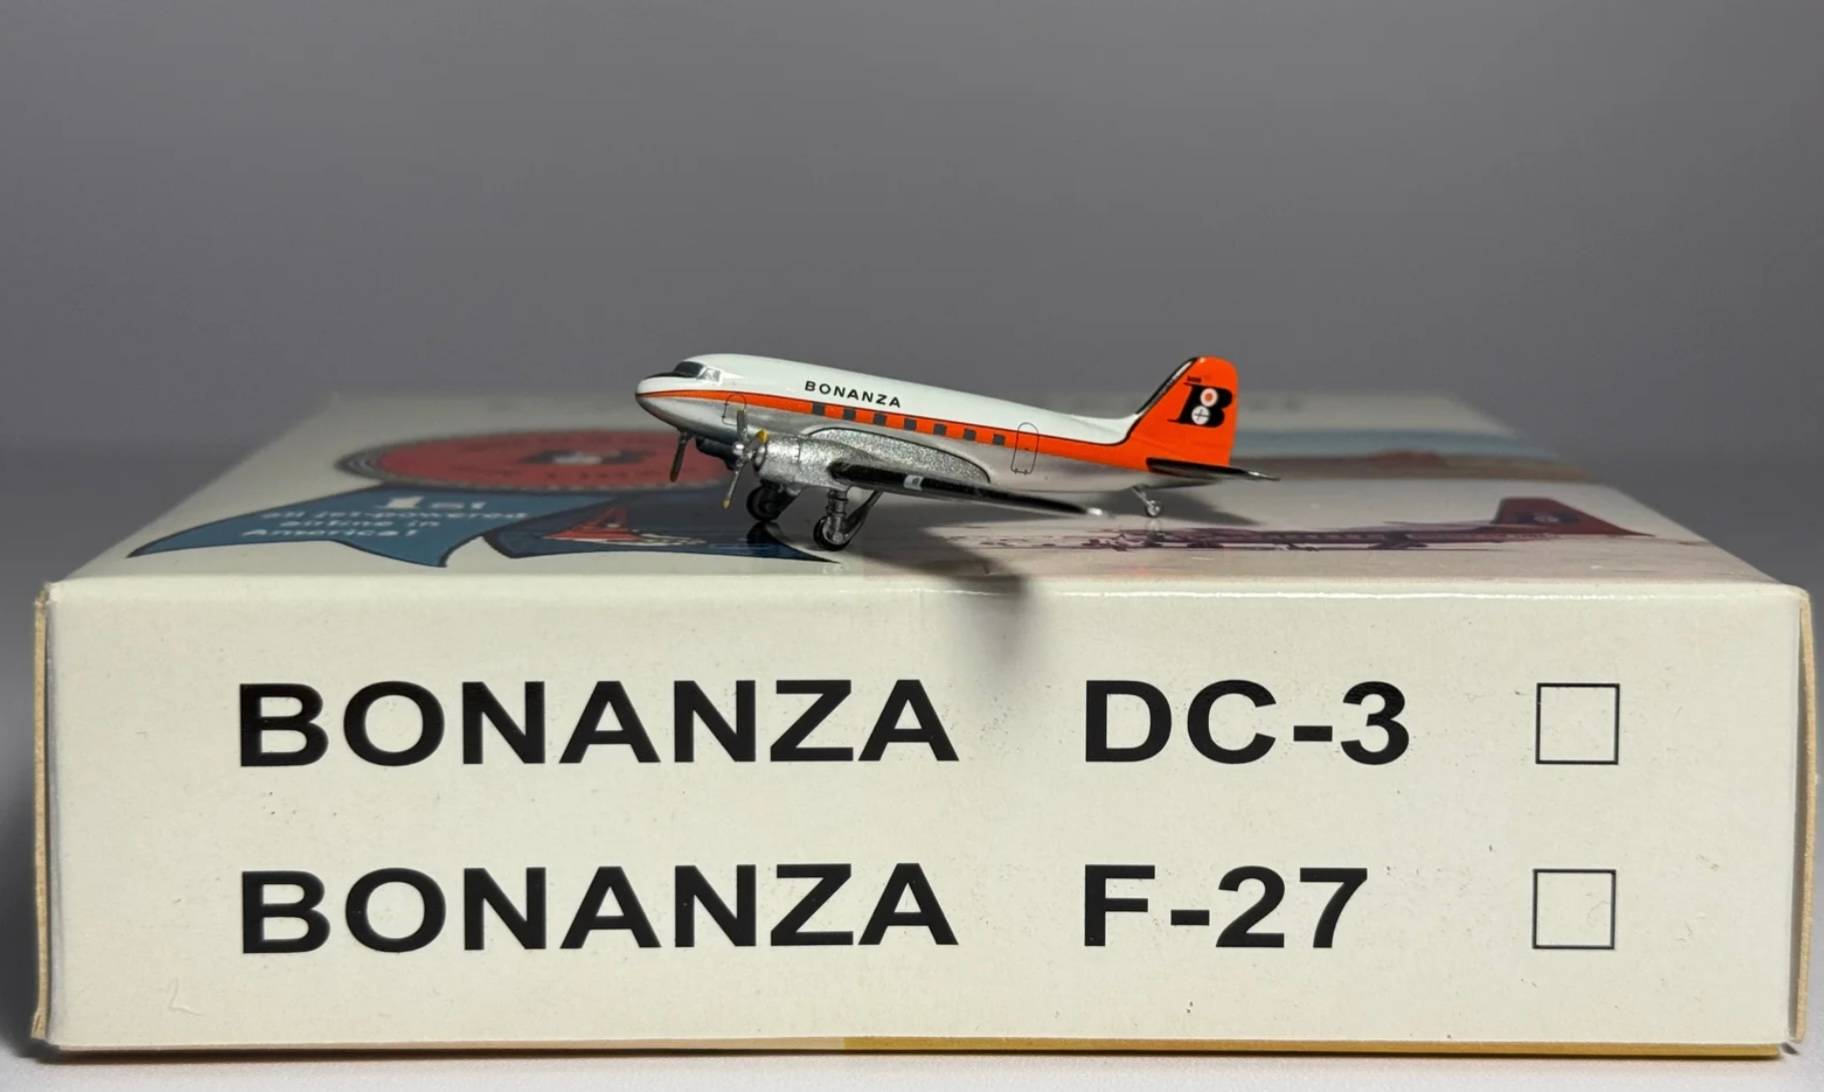 BONANZA
B
1st
all jet-powered
airline in
America!
BONANZA DC-3
BONANZA F-27